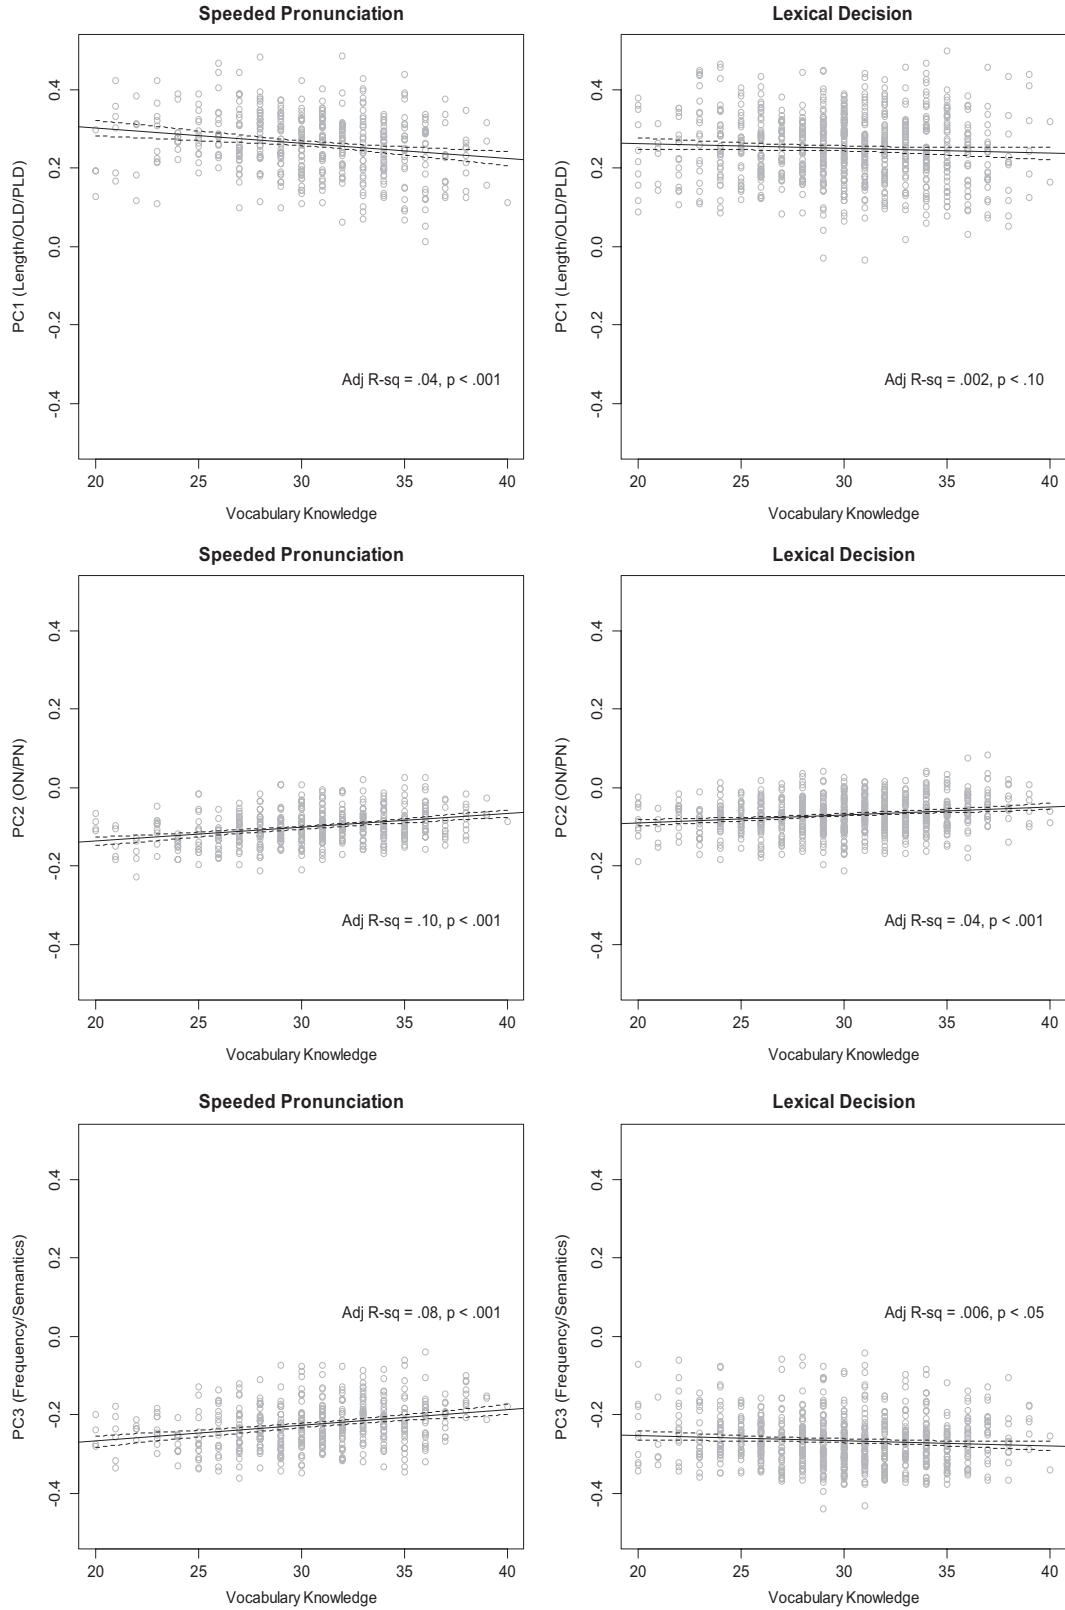 Speeded Pronunciation
Lexical Decision
PC1 (Length/OLD/PLD)
0.4
0.2
0.0
-0.2
-0.4
Adj R-sq = .04, p < .001
20 25 30 35 40
Vocabulary Knowledge
PC1 (Length/OLD/PLD)
0.4
0.2
0.0
-0.2
-0.4
Adj R-sq = .002, p < .10
20 25 30 35 40
Vocabulary Knowledge
Speeded Pronunciation
Lexical Decision
PC2 (ON/PN)
0.4
0.2
0.0
-0.2
-0.4
Adj R-sq = .10, p < .001
20 25 30 35 40
Vocabulary Knowledge
PC2 (ON/PN)
0.4
0.2
0.0
-0.2
-0.4
Adj R-sq = .04, p < .001
20 25 30 35 40
Vocabulary Knowledge
Speeded Pronunciation
Lexical Decision
PC3 (Frequency/Semantics)
0.4
0.2
0.0
-0.2
-0.4
Adj R-sq = .08, p < .001
20 25 30 35 40
Vocabulary Knowledge
PC3 (Frequency/Semantics)
0.4
0.2
0.0
-0.2
-0.4
Adj R-sq = .006, p < .05
20 25 30 35 40
Vocabulary Knowledge